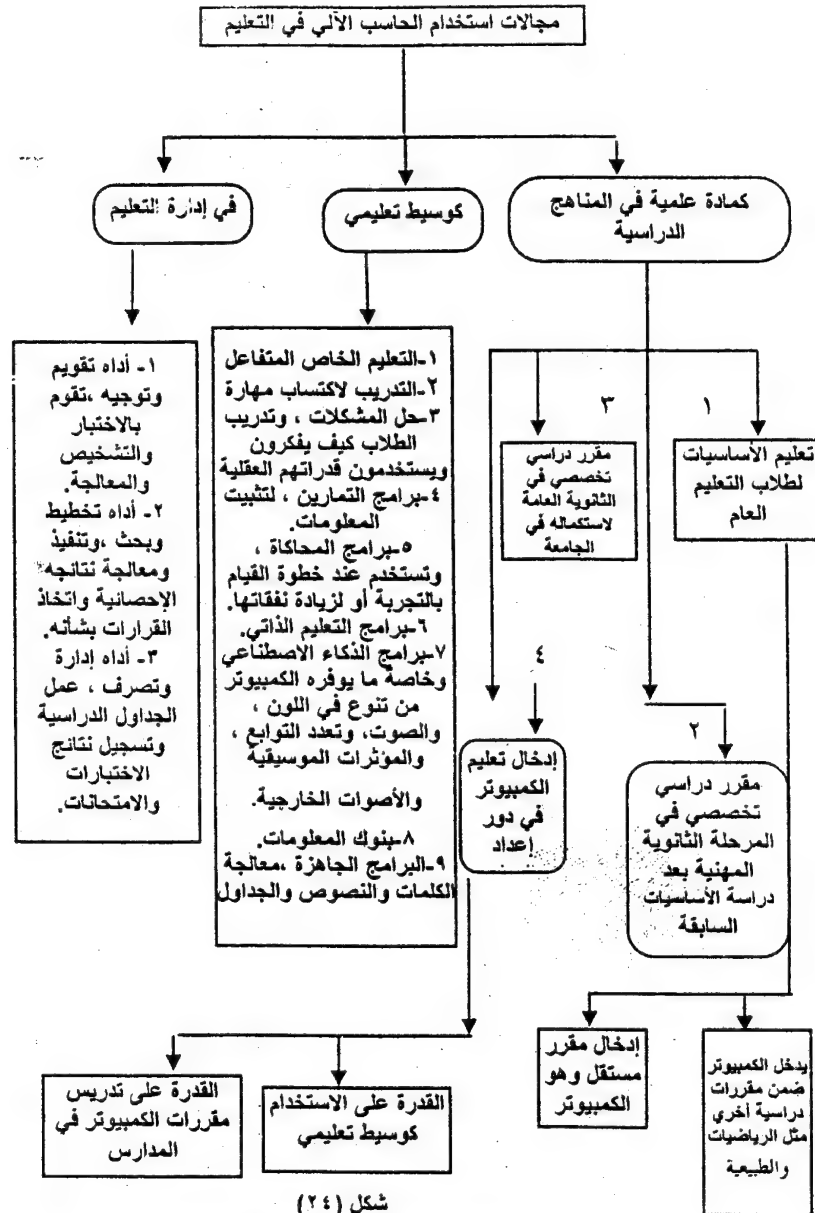 مجالات استخدام الحاسب الآلي في التعليم
كمادة علمية في المناهج
الدراسية
كوسيط تعليمي
في إدارة التعليم
١
تعليم الأساسيات
لطلاب التعليم
العام
٣
مقرر دراسي
تخصصي في
الثانوية العامة
لاستكماله في
الجامعة
٢
مقرر دراسي
تخصصي في
المرحلة الثانوية
المهنية بعد
دراسة الأساسيات
السابقة
٤
إدخال تعليم
الكمبيوتر
في دور
إعداد
١-التعليم الخاص المتفاعل
٢-التدريب لاكتساب مهارة
٣-حل المشكلات ، وتدريب
الطلاب كيف يفكرون
ويستخدمون قدراتهم العقلية
٤-برامج التمارين ، لتثبيت
المعلومات.
٥-برامج المحاكاة ،
وتستخدم عند خطوة القيام
بالتجربة أو لزيادة نفقاتها.
٦-برامج التعليم الذاتي.
٧-برامج الذكاء الاصطناعي
وخاصة ما يوفره الكمبيوتر
من تنوع في اللون ،
والصوت، وتعدد التوابع ،
والمؤثرات الموسيقية
والأصوات الخارجية.
٨-بنوك المعلومات.
٩-البرامج الجاهزة ،معالجة
الكلمات والنصوص والجداول
١- أداه تقويم
وتوجيه ،تقوم
بالاختبار
والتشخيص
والمعالجة.
٢- أداه تخطيط
وبحث ،وتنفيذ
ومعالجة نتائجه
الإحصائية واتخاذ
القرارات بشأنه.
٣- أداه إدارة
وتصرف ، عمل
الجداول الدراسية
وتسجيل نتائج
الاختبارات
والامتحانات.
يدخل الكمبيوتر
ضمن مقررات
دراسية أخري
مثل الرياضيات
والطبيعية
إدخال مقرر
مستقل وهو
الكمبيوتر
القدرة على الاستخدام
كوسيط تعليمي
القدرة على تدريس
مقررات الكمبيوتر في
المدارس
شكل (٢٤)